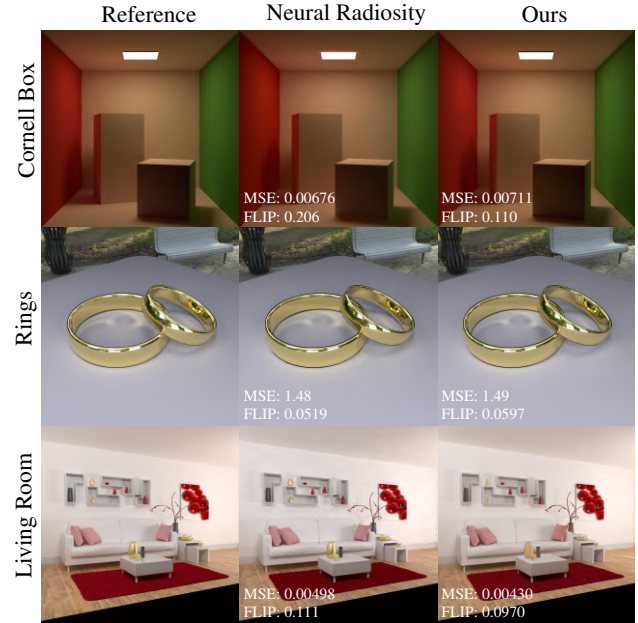 Reference Neural Radiosity Ours
Cornell Box
MSE: 0.00676 MSE: 0.00711
FLIP: 0.206 FLIP: 0.110
Rings
MSE: 1.48 MSE: 1.49
FLIP: 0.0519 FLIP: 0.0597
Living Room
MSE: 0.00498 MSE: 0.00430
FLIP: 0.111 FLIP: 0.0970